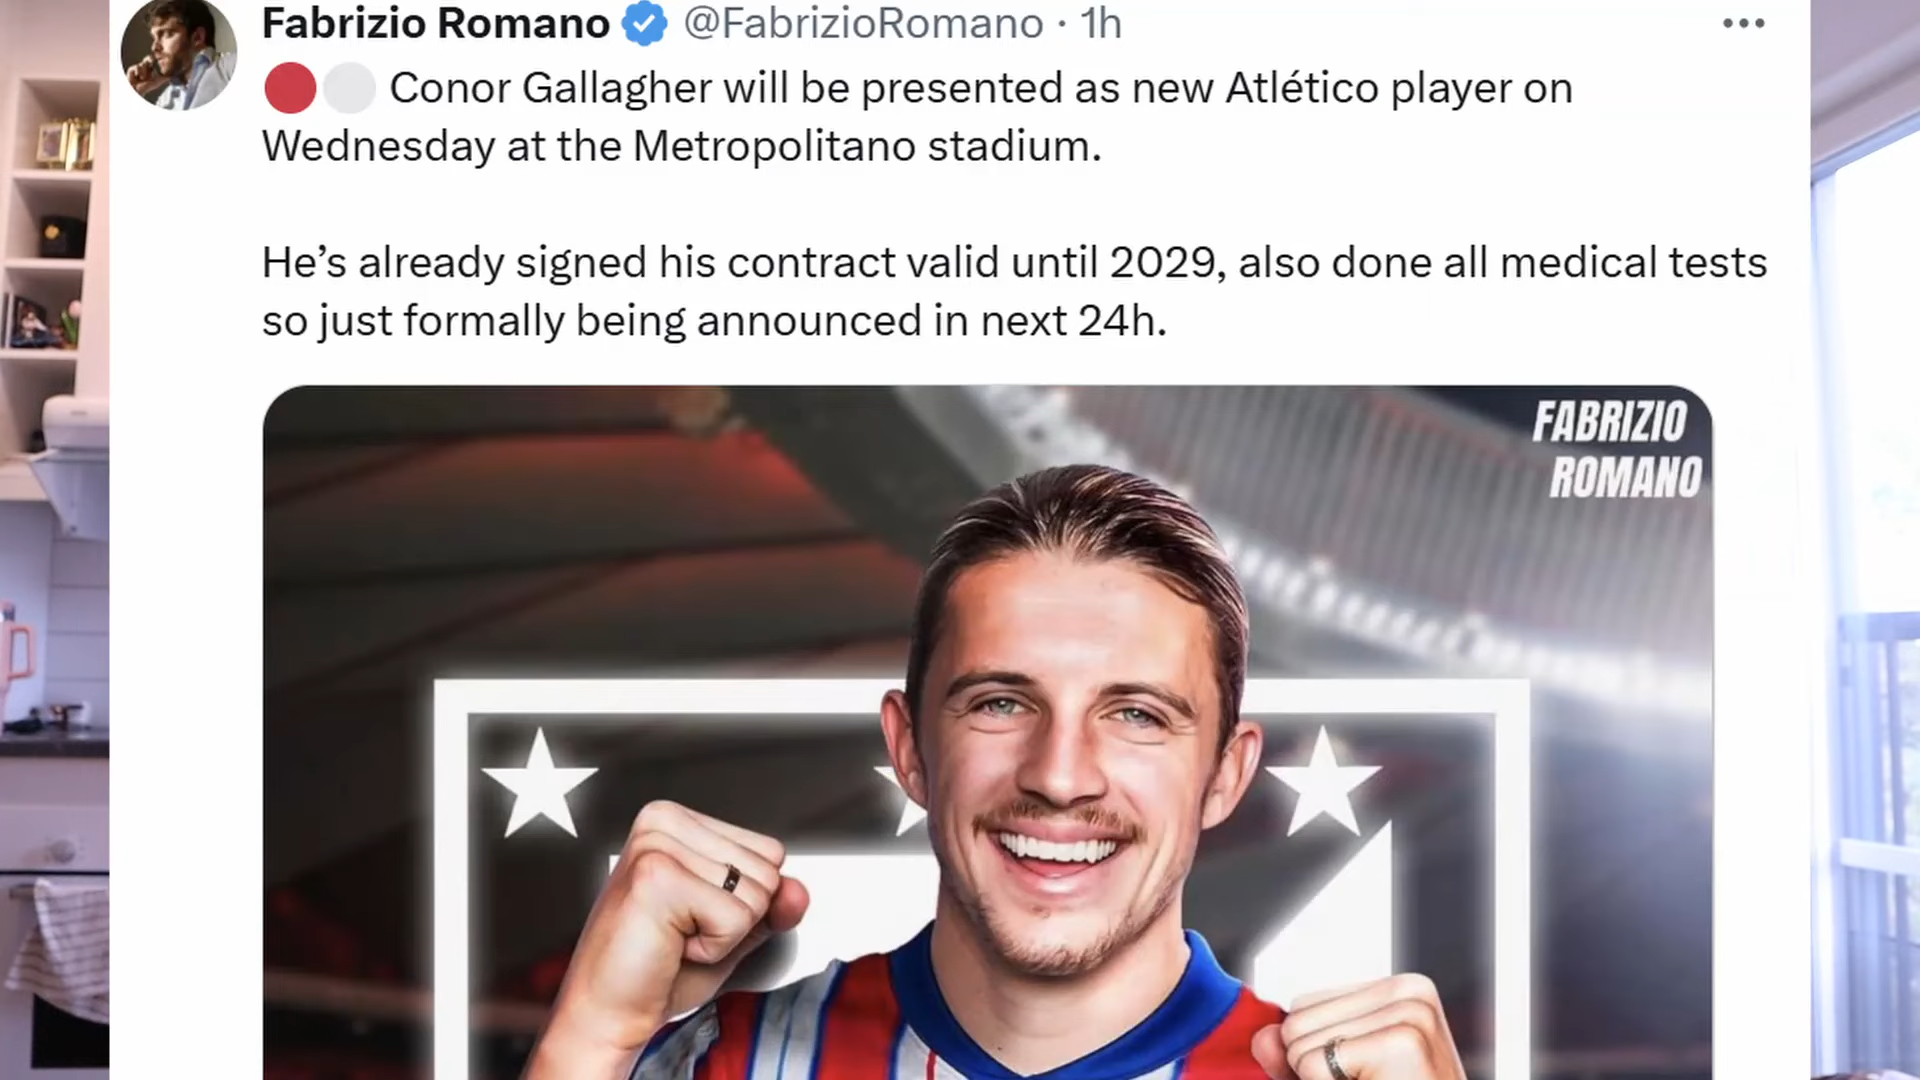 Fabrizio Romano @FabrizioRomano · 1h
Conor Gallagher will be presented as new Atlético player on
Wednesday at the Metropolitano stadium.
He’s already signed his contract valid until 2029, also done all medical tests
so just formally being announced in next 24h.
FABRIZIO
ROMANO